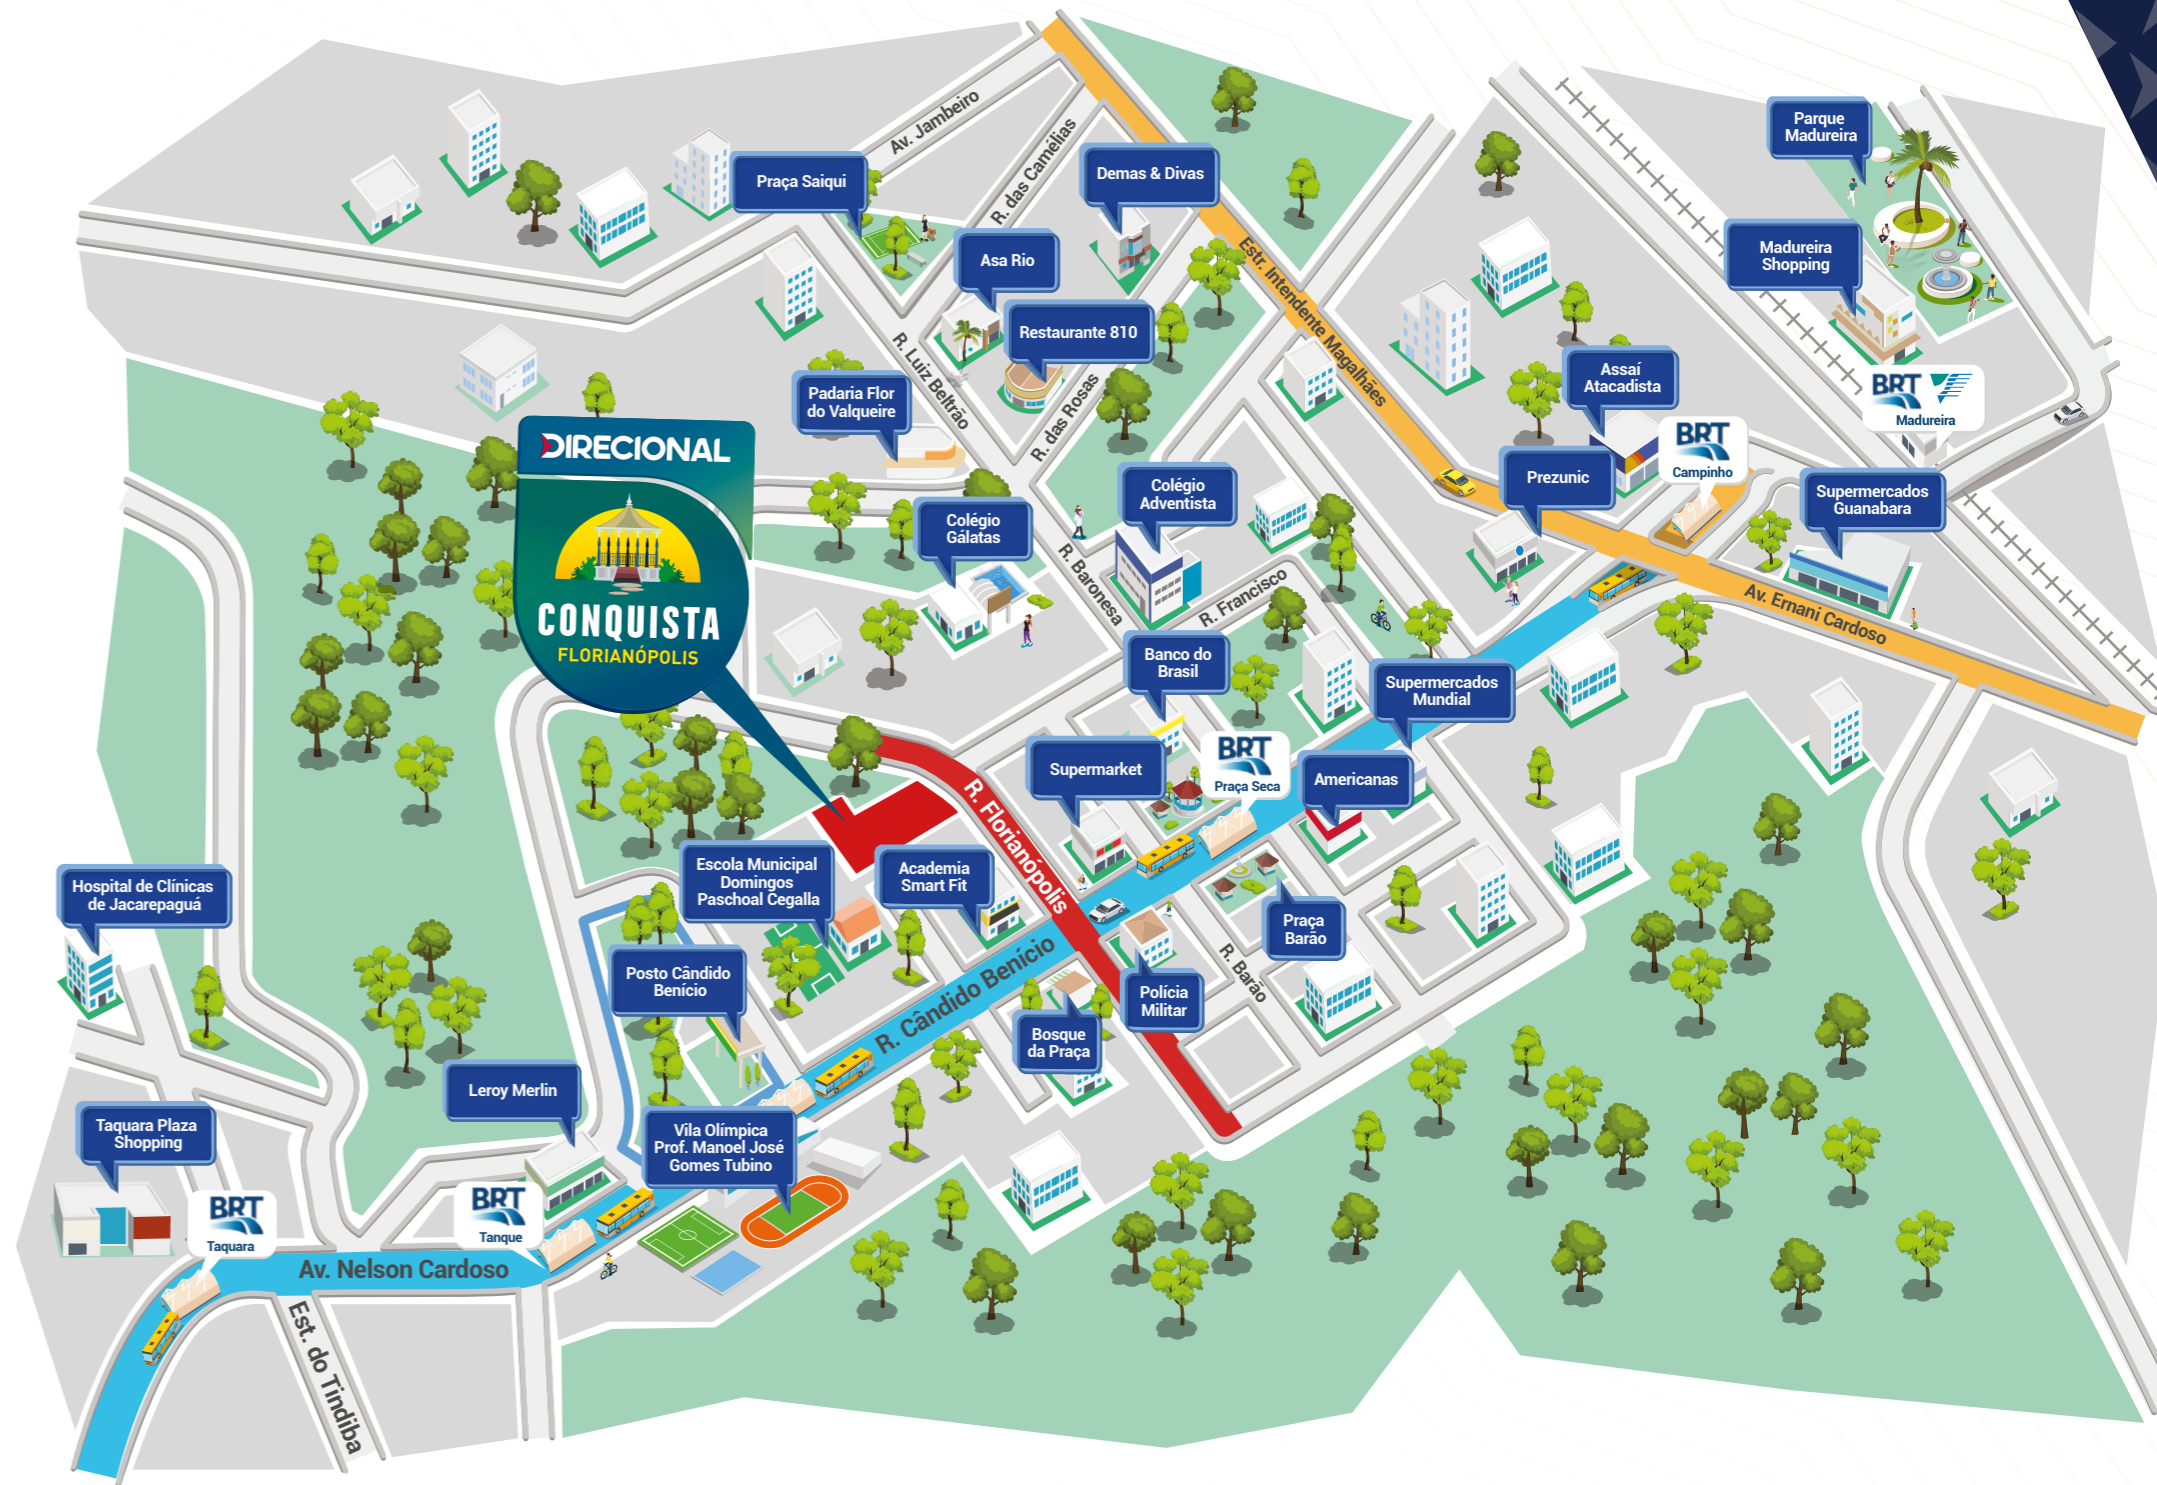 Av. Jambeiro
R. das Camélias
Praça Saiqui
Demas & Divas
Parque
Madureira
Asa Rio
Madureira
Shopping
Estr. Intendente Magalhães
Restaurante 810
R. Luiz Beltrão
R. das Rosas
Padaria Flor
do Valqueire
Assaí
Atacadista
BRT
Madureira
DIRECIONAL
CONQUISTA
FLORIANÓPOLIS
BRT
Campinho
Prezunic
Colégio
Adventista
Supermercados
Guanabara
Colégio
Gálatas
R. Baronesa
R. Francisco
Av. Ernani Cardoso
Banco do
Brasil
Supermercados
Mundial
BRT
Praça Seca
Supermarket
Americanas
R. Florianópolis
Escola Municipal
Domingos
Paschoal Cegalla
Academia
Smart Fit
Hospital de Clínicas
de Jacarepaguá
Praça
Barão
R. Barão
Posto Cândido
Benício
R. Cândido Benício
Polícia
Militar
Bosque
da Praça
Leroy Merlin
Taquara Plaza
Shopping
Vila Olímpica
Prof. Manoel José
Gomes Tubino
BRT
Taquara
BRT
Tanque
Av. Nelson Cardoso
Est. do Tindiba